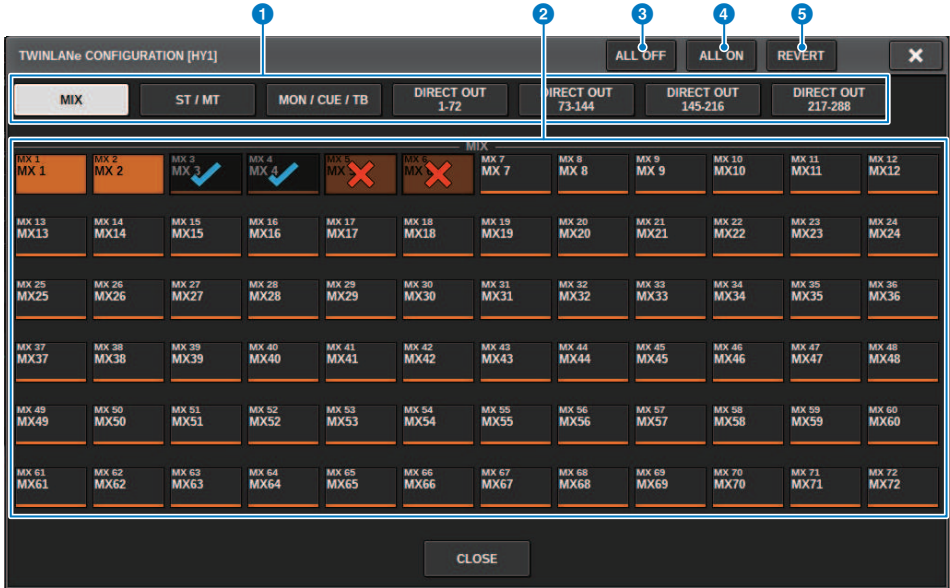 1 2 3 4 5
TWINLANe CONFIGURATION [HY1] ALL OFF ALL ON REVERT
MIX ST / MT MON / CUE / TB DIRECT OUT 1-72 DIRECT OUT 73-144 DIRECT OUT 145-216 DIRECT OUT 217-288
MIX
MX 1 MX 2 MX 3 MX 4 MX 5 MX 6 MX 7 MX 8 MX 9 MX 10 MX 11 MX 12
MX 1 MX 2 MX 3 MX 4 MX MX MX 7 MX 8 MX 9 MX10 MX11 MX12
MX 13 MX 14 MX 15 MX 16 MX 17 MX 18 MX 19 MX 20 MX 21 MX 22 MX 23 MX 24
MX13 MX14 MX15 MX16 MX17 MX18 MX19 MX20 MX21 MX22 MX23 MX24
MX 25 MX 26 MX 27 MX 28 MX 29 MX 30 MX 31 MX 32 MX 33 MX 34 MX 35 MX 36
MX25 MX26 MX27 MX28 MX29 MX30 MX31 MX32 MX33 MX34 MX35 MX36
MX 37 MX 38 MX 39 MX 40 MX 41 MX 42 MX 43 MX 44 MX 45 MX 46 MX 47 MX 48
MX37 MX38 MX39 MX40 MX41 MX42 MX43 MX44 MX45 MX46 MX47 MX48
MX 49 MX 50 MX 51 MX 52 MX 53 MX 54 MX 55 MX 56 MX 57 MX 58 MX 59 MX 60
MX49 MX50 MX51 MX52 MX53 MX54 MX55 MX56 MX57 MX58 MX59 MX60
MX 61 MX 62 MX 63 MX 64 MX 65 MX 66 MX 67 MX 68 MX 69 MX 70 MX 71 MX 72
MX61 MX62 MX63 MX64 MX65 MX66 MX67 MX68 MX69 MX70 MX71 MX72
CLOSE